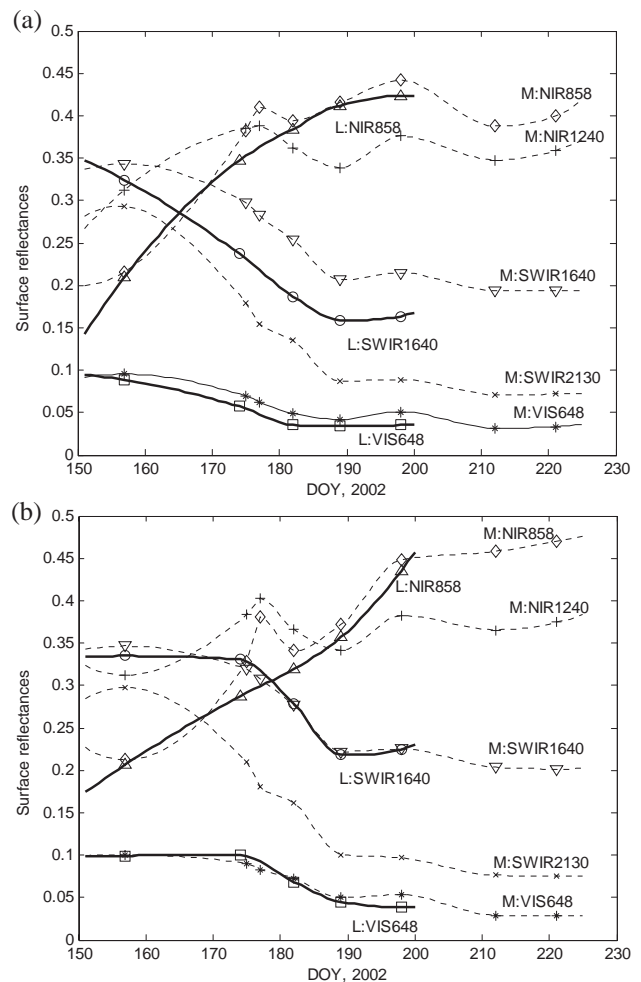 (a)
0.5
0.45
0.4
0.35
0.3
0.25
0.2
0.15
0.1
0.05
0
Surface reflectances
M:NIR858
L:NIR858
M:NIR1240
M:SWIR1640
L:SWIR1640
M:SWIR2130
M:VIS648
L:VIS648
150 160 170 180 190 200 210 220 230
DOY, 2002
(b)
0.5
0.45
0.4
0.35
0.3
0.25
0.2
0.15
0.1
0.05
0
Surface reflectances
M:NIR858
L:NIR858
M:NIR1240
M:SWIR1640
L:SWIR1640
M:SWIR2130
M:VIS648
L:VIS648
150 160 170 180 190 200 210 220 230
DOY, 2002